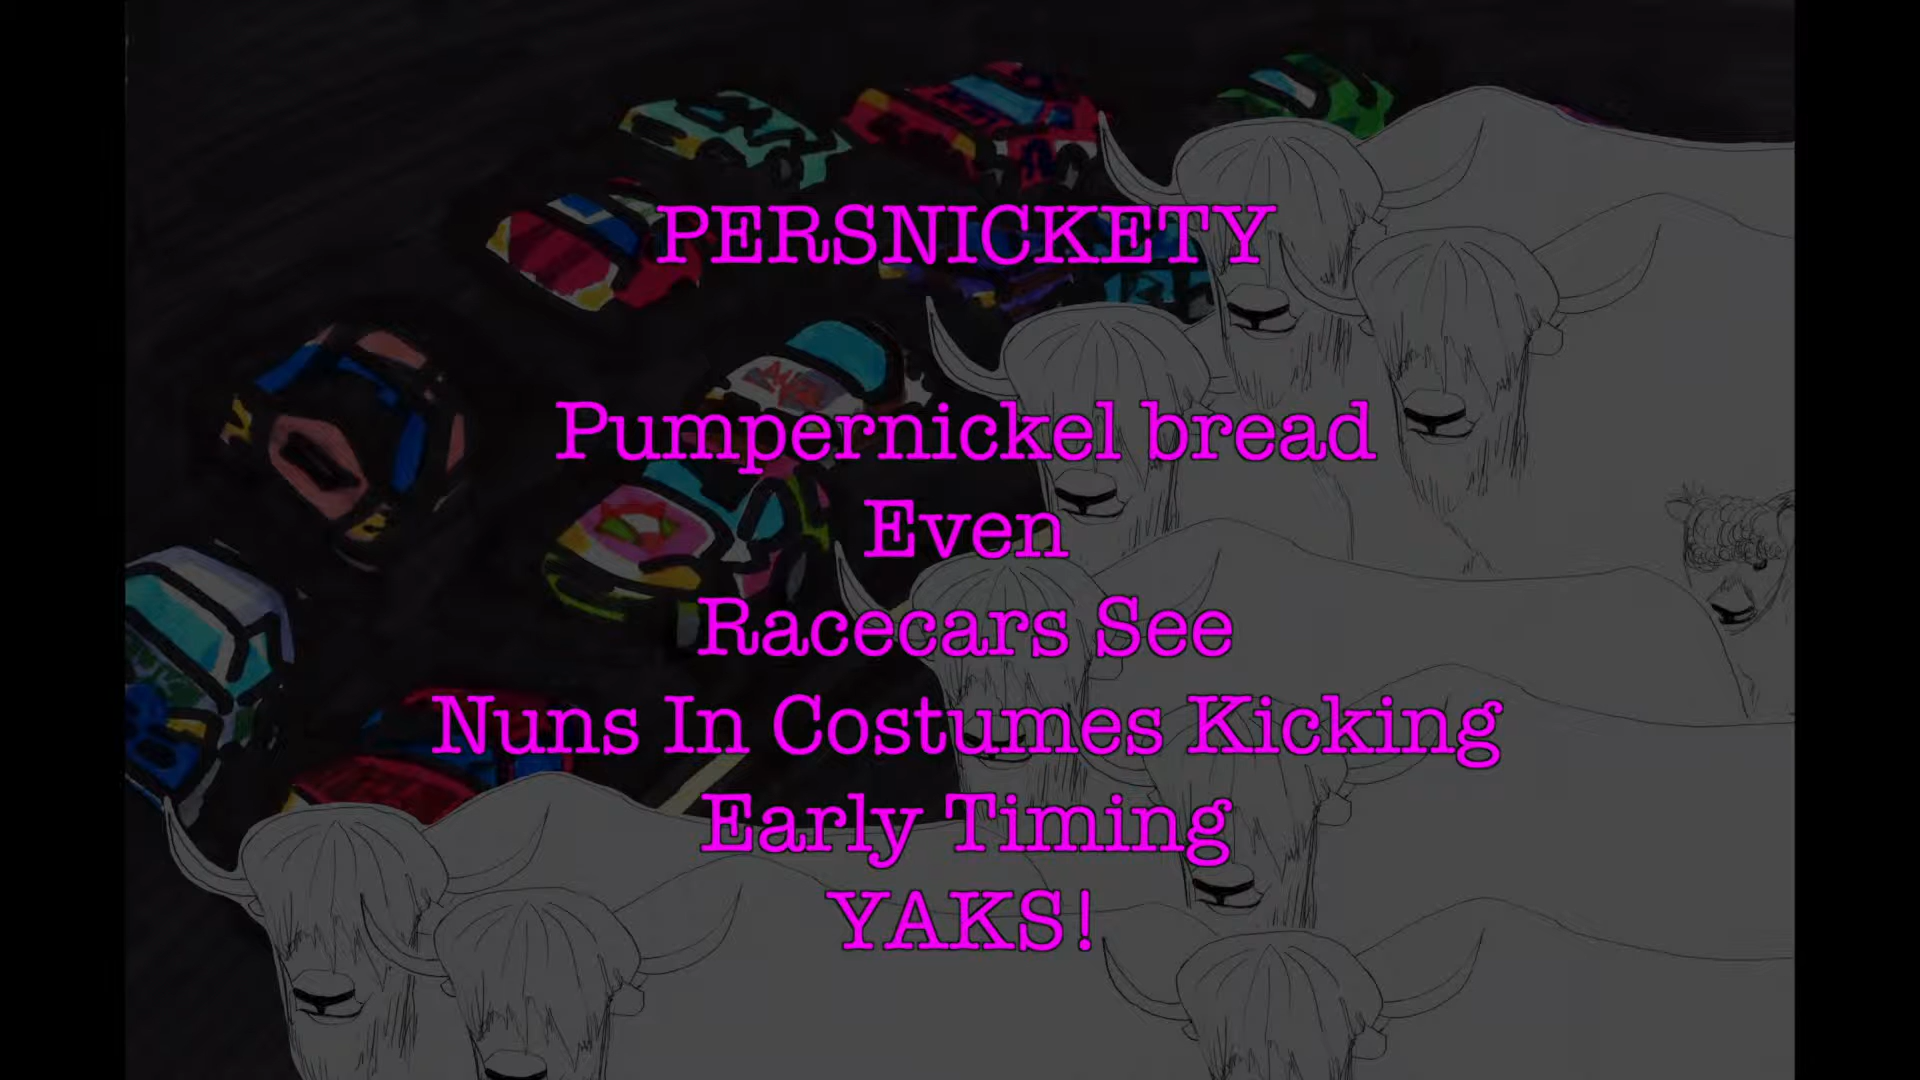 PERSNICKETY
Pumpernickel bread
Even
Racecars See
Nuns In Costumes Kicking
Early Timing
YAKS!